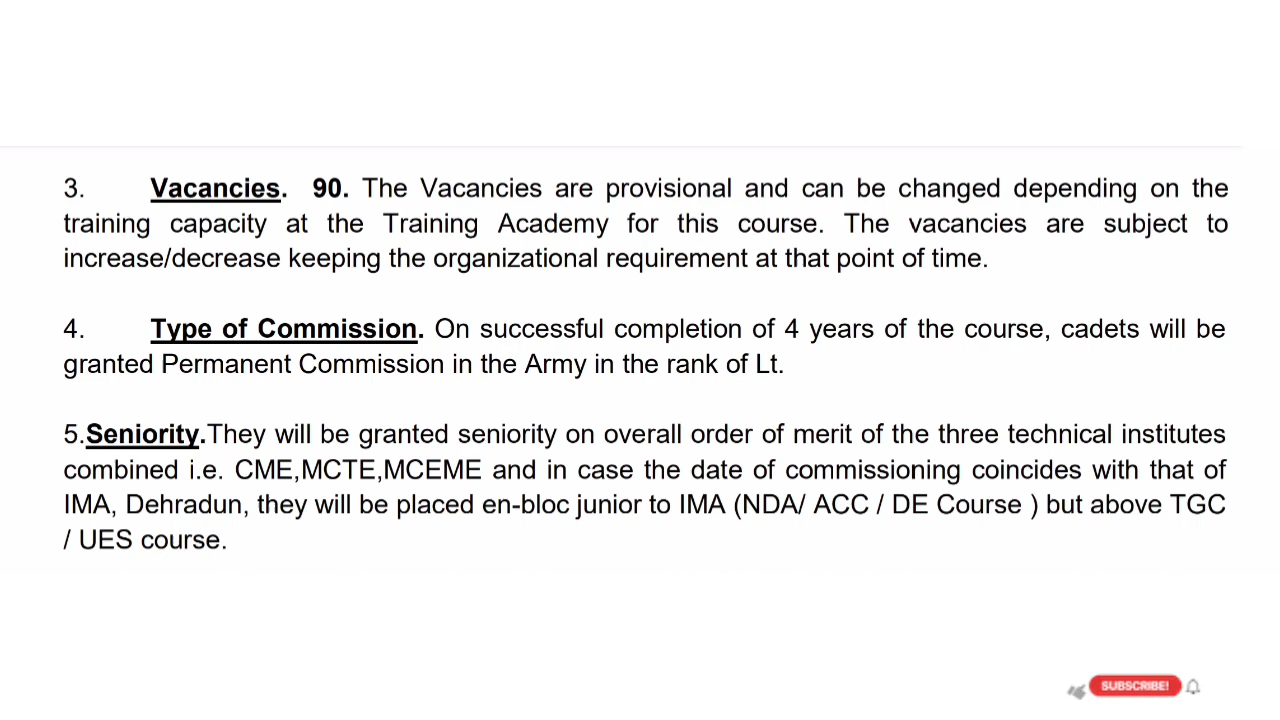 3. Vacancies. 90. The Vacancies are provisional and can be changed depending on the
training capacity at the Training Academy for this course. The vacancies are subject to
increase/decrease keeping the organizational requirement at that point of time.
4. Type of Commission. On successful completion of 4 years of the course, cadets will be
granted Permanent Commission in the Army in the rank of Lt.
5.Seniority.They will be granted seniority on overall order of merit of the three technical institutes
combined i.e. CME,MCTE,MCEME and in case the date of commissioning coincides with that of
IMA, Dehradun, they will be placed en-bloc junior to IMA (NDA/ ACC / DE Course ) but above TGC
/ UES course.
SUBSCRIBE!